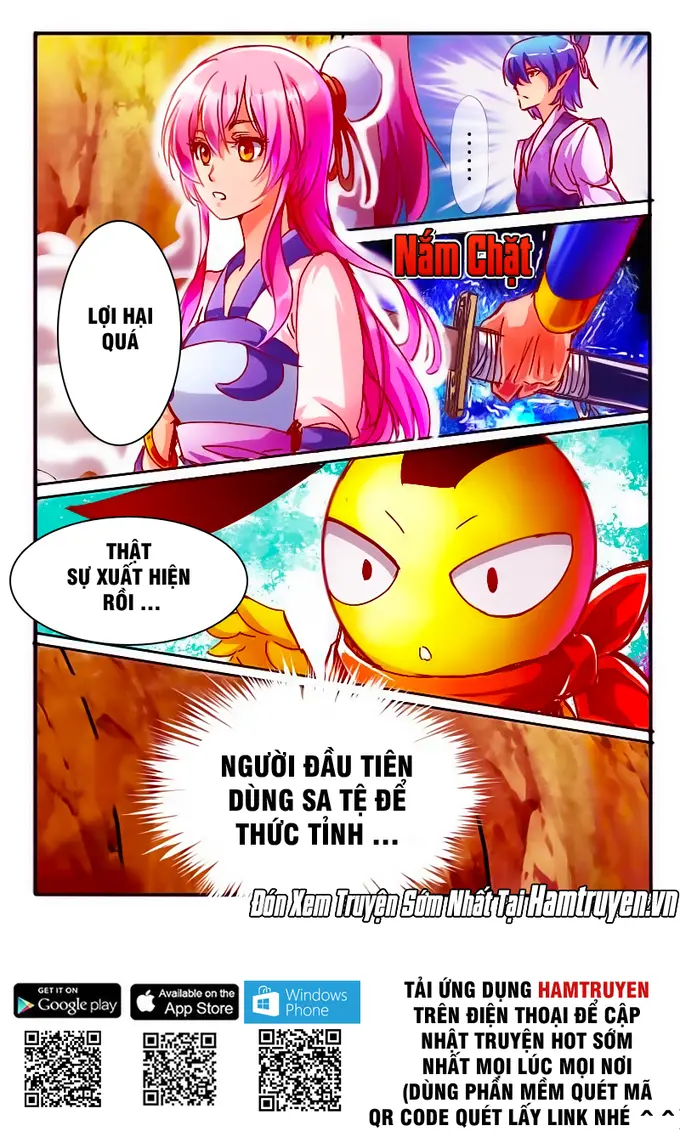 ......
Nắm Chặt
LỢI HẠI
QUÁ
THẬT
SỰ XUẤT HIỆN
RỒI ...
NGƯỜI ĐẦU TIÊN
DÙNG SA TỆ ĐỂ
THỨC TỈNH ...
Đón Xem Truyện Sớm Nhất Tại Hamtruyen.vn
GET IT ON
Google play
Available on the
App Store
Windows
Phone
TẢI ỨNG DỤNG HAMTRUYEN
TRÊN ĐIỆN THOẠI ĐỂ CẬP
NHẬT TRUYỆN HOT SỚM
NHẤT MỌI LÚC MỌI NƠI
(DÙNG PHẦN MỀM QUÉT MÃ
QR CODE QUÉT LẤY LINK NHÉ ^_^)